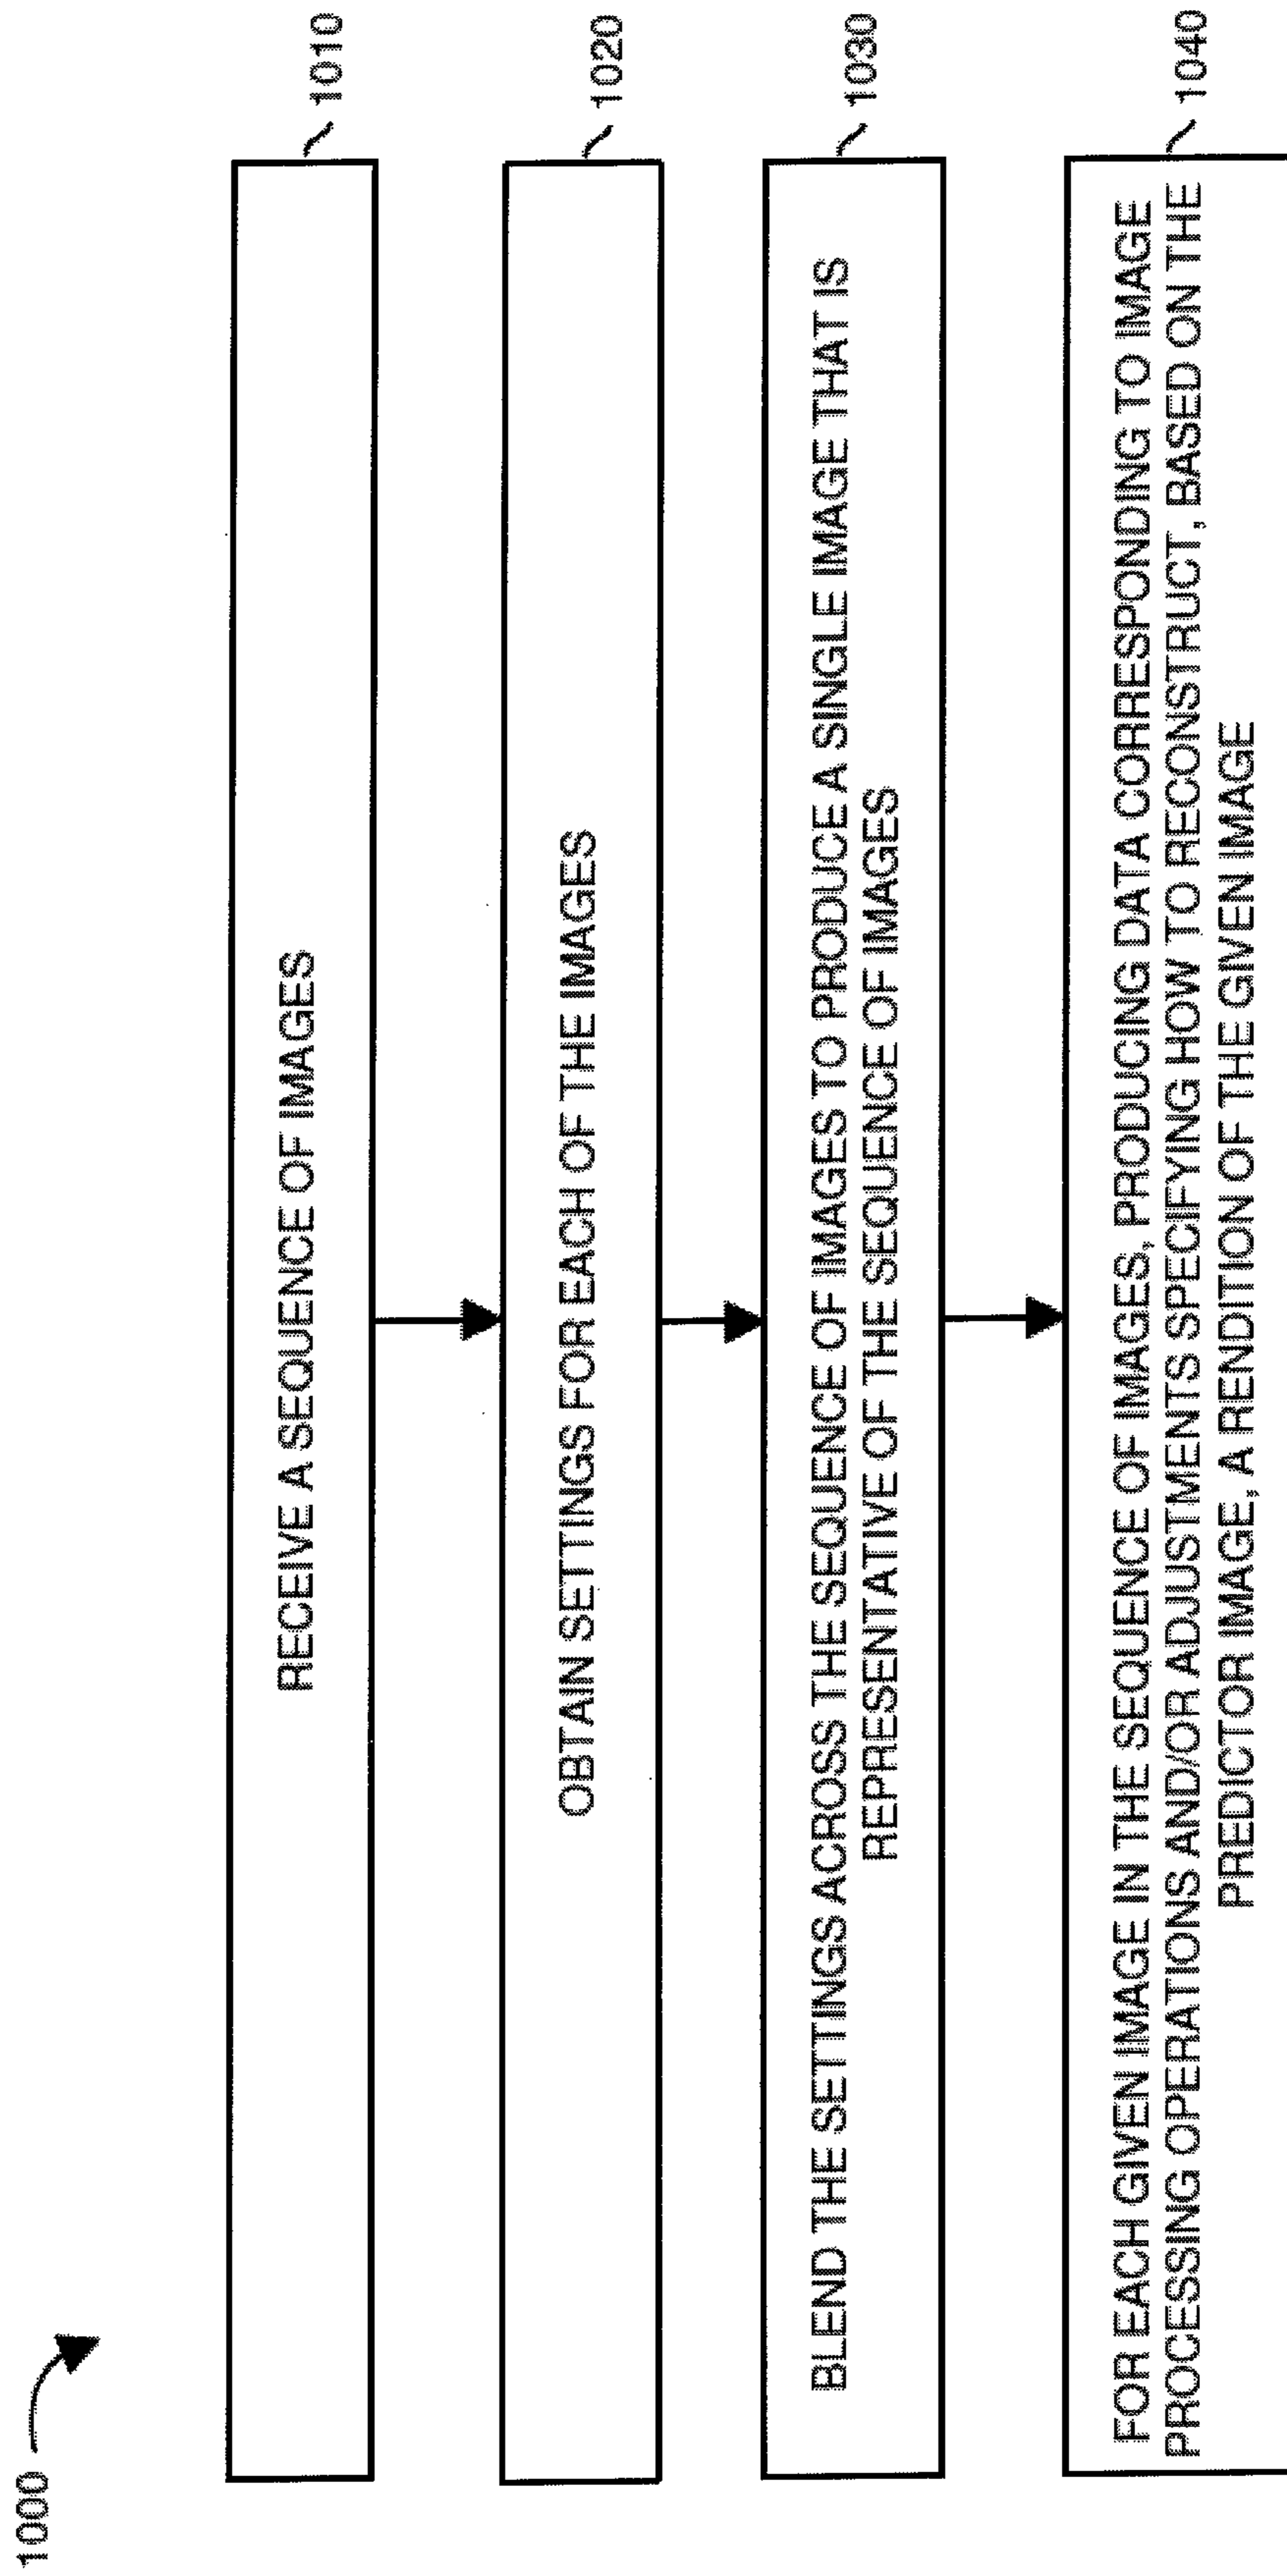 1000
RECEIVE A SEQUENCE OF IMAGES
1010
OBTAIN SETTINGS FOR EACH OF THE IMAGES
1020
BLEND THE SETTINGS ACROSS THE SEQUENCE OF IMAGES TO PRODUCE A SINGLE IMAGE THAT IS
REPRESENTATIVE OF THE SEQUENCE OF IMAGES
1030
FOR EACH GIVEN IMAGE IN THE SEQUENCE OF IMAGES, PRODUCING DATA CORRESPONDING TO IMAGE
PROCESSING OPERATIONS AND/OR ADJUSTMENTS SPECIFYING HOW TO RECONSTRUCT, BASED ON THE
PREDICTOR IMAGE, A RENDITION OF THE GIVEN IMAGE
1040